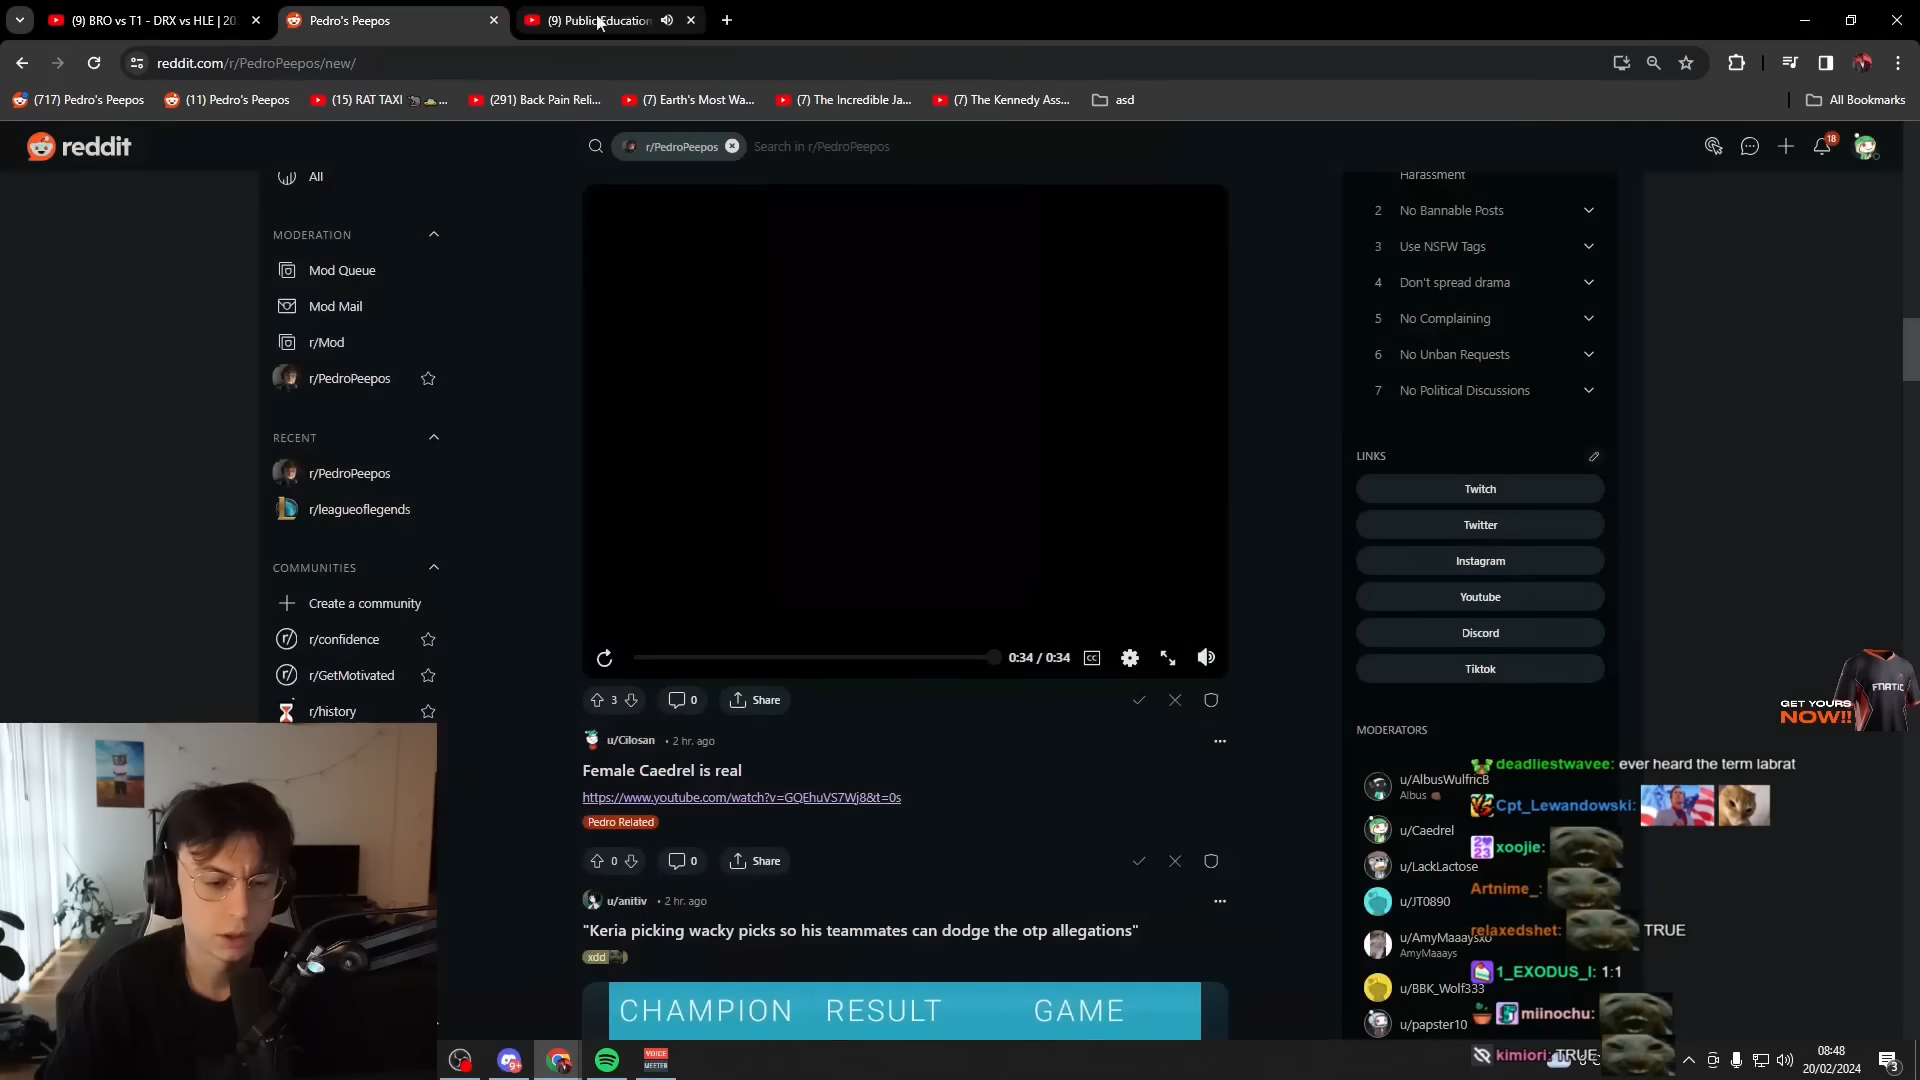 (9) BRO vs T1 - DRX vs HLE | 20
Pedro's Peepos
(9) Public Education
reddit.com/r/PedroPeepos/new/
(717) Pedro's Peepos
(11) Pedro's Peepos
(15) RAT TAXI
(291) Back Pain Reli...
(7) Earth's Most Wa...
(7) The Incredible Ja...
(7) The Kennedy Ass...
asd
All Bookmarks
reddit
r/PedroPeepos
Search in r/PedroPeepos
18
All
MODERATION
Mod Queue
Mod Mail
r/Mod
r/PedroPeepos
RECENT
r/PedroPeepos
r/leagueoflegends
COMMUNITIES
Create a community
r/confidence
r/GetMotivated
r/history
0:34 / 0:34
CC
3
0
Share
u/Cilosan • 2 hr. ago
Female Caedrel is real
https://www.youtube.com/watch?v=GQEhuVS7Wj8&t=0s
Pedro Related
0
0
Share
u/anitiv • 2 hr. ago
"Keria picking wacky picks so his teammates can dodge the otp allegations"
xdd
CHAMPION RESULT GAME
Harassment
2 No Bannable Posts
3 Use NSFW Tags
4 Don't spread drama
5 No Complaining
6 No Unban Requests
7 No Political Discussions
LINKS
Twitch
Twitter
Instagram
Youtube
Discord
Tiktok
MODERATORS
u/AlbusWulfricB
Albus
u/Caedrel
u/LackLactose
u/JT0890
u/AmyMaaaysxo
AmyMaaays
u/BBK_Wolf333
u/papster10
FNATIC
GET YOURS
NOW!!
deadliestwavee: ever heard the term labrat
Cpt_Lewandowski:
xoojie:
Artnime_:
relaxedshet: TRUE
1_EXODUS_I: 1:1
miinochu:
kimiori: TRUE
9+
VOICE
MEETER
08:48
20/02/2024
3